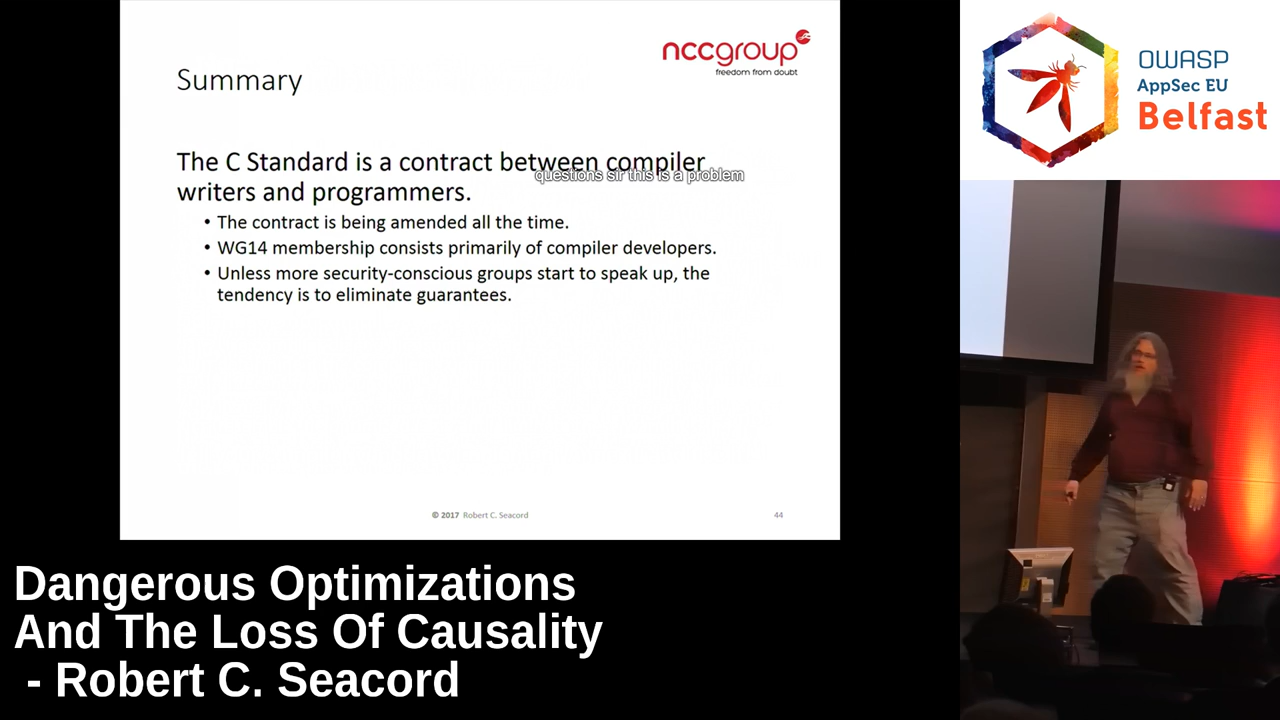 nccgroup
freedom from doubt
Summary
The C Standard is a contract between compiler
questions sir this is a problem
writers and programmers.
• The contract is being amended all the time.
• WG14 membership consists primarily of compiler developers.
• Unless more security-conscious groups start to speak up, the
tendency is to eliminate guarantees.
© 2017 Robert C. Seacord
44
OWASP
AppSec EU
Belfast
Dangerous Optimizations
And The Loss Of Causality
- Robert C. Seacord